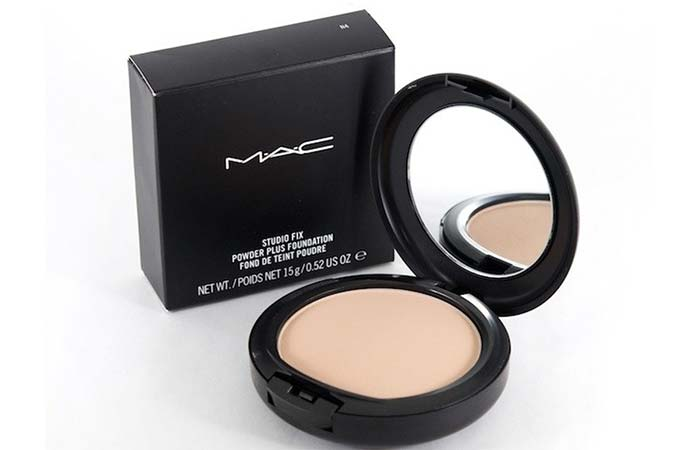 N4
M·A·C
STUDIO FIX
POWDER PLUS FOUNDATION
FOND DE TEINT POUDRE
NET WT. / POIDS NET 15 g / 0.52 US OZ ℮